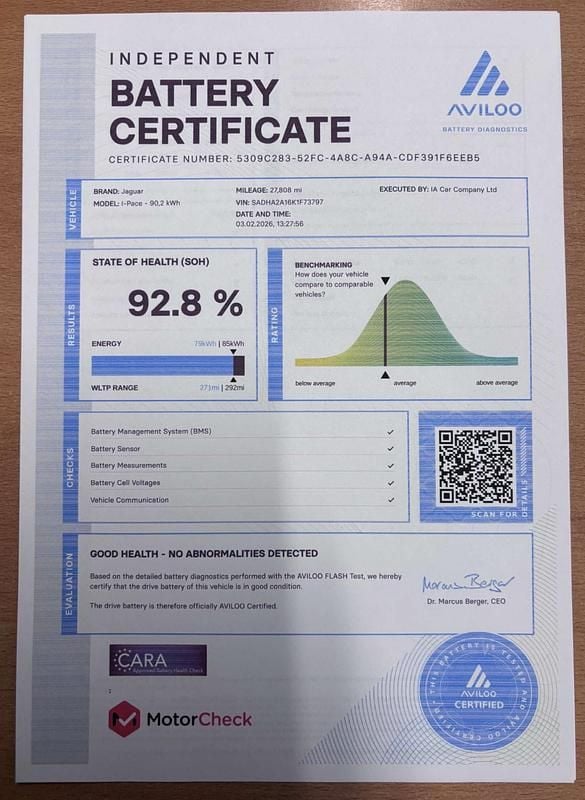 INDEPENDENT
BATTERY
CERTIFICATE
AVILOO
BATTERY DIAGNOSTICS
CERTIFICATE NUMBER: 5309C283-52FC-4A8C-A94A-CDF391F6EEB5
VEHICLE
BRAND: Jaguar
MODEL: I-Pace - 90,2 kWh
MILEAGE: 27,808 mi
VIN: SADHA2A16K1F73797
DATE AND TIME:
03.02.2026, 13:27:56
EXECUTED BY: IA Car Company Ltd
RESULTS
STATE OF HEALTH (SOH)
92.8 %
ENERGY 79kWh | 85kWh
WLTP RANGE 271mi | 292mi
RATING
BENCHMARKING
How does your vehicle
compare to comparable
vehicles?
below average average above average
CHECKS
Battery Management System (BMS) ✓
Battery Sensor ✓
Battery Measurements ✓
Battery Cell Voltages ✓
Vehicle Communication ✓
SCAN FOR DETAILS
EVALUATION
GOOD HEALTH - NO ABNORMALITIES DETECTED
Based on the detailed battery diagnostics performed with the AVILOO FLASH Test, we hereby
certify that the drive battery of this vehicle is in good condition.
The drive battery is therefore officially AVILOO Certified.
Marcus Berger
Dr. Marcus Berger, CEO
CARA
Approved Battery Health Check
:
MotorCheck
THIS BATTERY IS TESTED AND AVILOO CERTIFIED
AVILOO
CERTIFIED